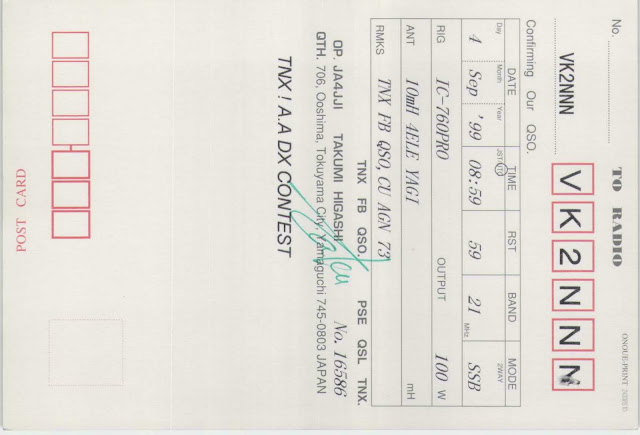 No.
TO RADIO
VK2NNN
VK2NNN
Confirming Our QSO.
DATE TIME RST BAND MODE
Day Month Year JST/UTC MHz 2WAY
4 Sep '99 08:59 59 21 SSB
RIG IC-760PRO OUTPUT 100 W
ANT 10mH 4ELE YAGI mH
RMKS TNX FB QSO, CU AGN 73
TNX FB QSO. PSE QSL TNX.
No. 16586
OP. JA4JJI TAKUMI HIGASHI
QTH. 706, Ooshima, Tokuyama City, Yamaguchi 745-0803 JAPAN
TNX ! A.A DX CONTEST
POST CARD
ONOUE-PRINT